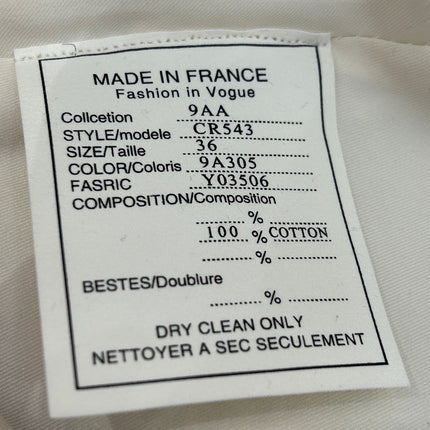 MADE IN FRANCE
Fashion in Vogue
Collcetion 9AA
STYLE/modele CR543
SIZE/Taille 36
COLOR/Coloris 9A305
FASRIC Y03506
COMPOSITION/Composition
%
100 % COTTON
%
BESTES/Doublure
%
DRY CLEAN ONLY
NETTOYER A SEC SECULEMENT